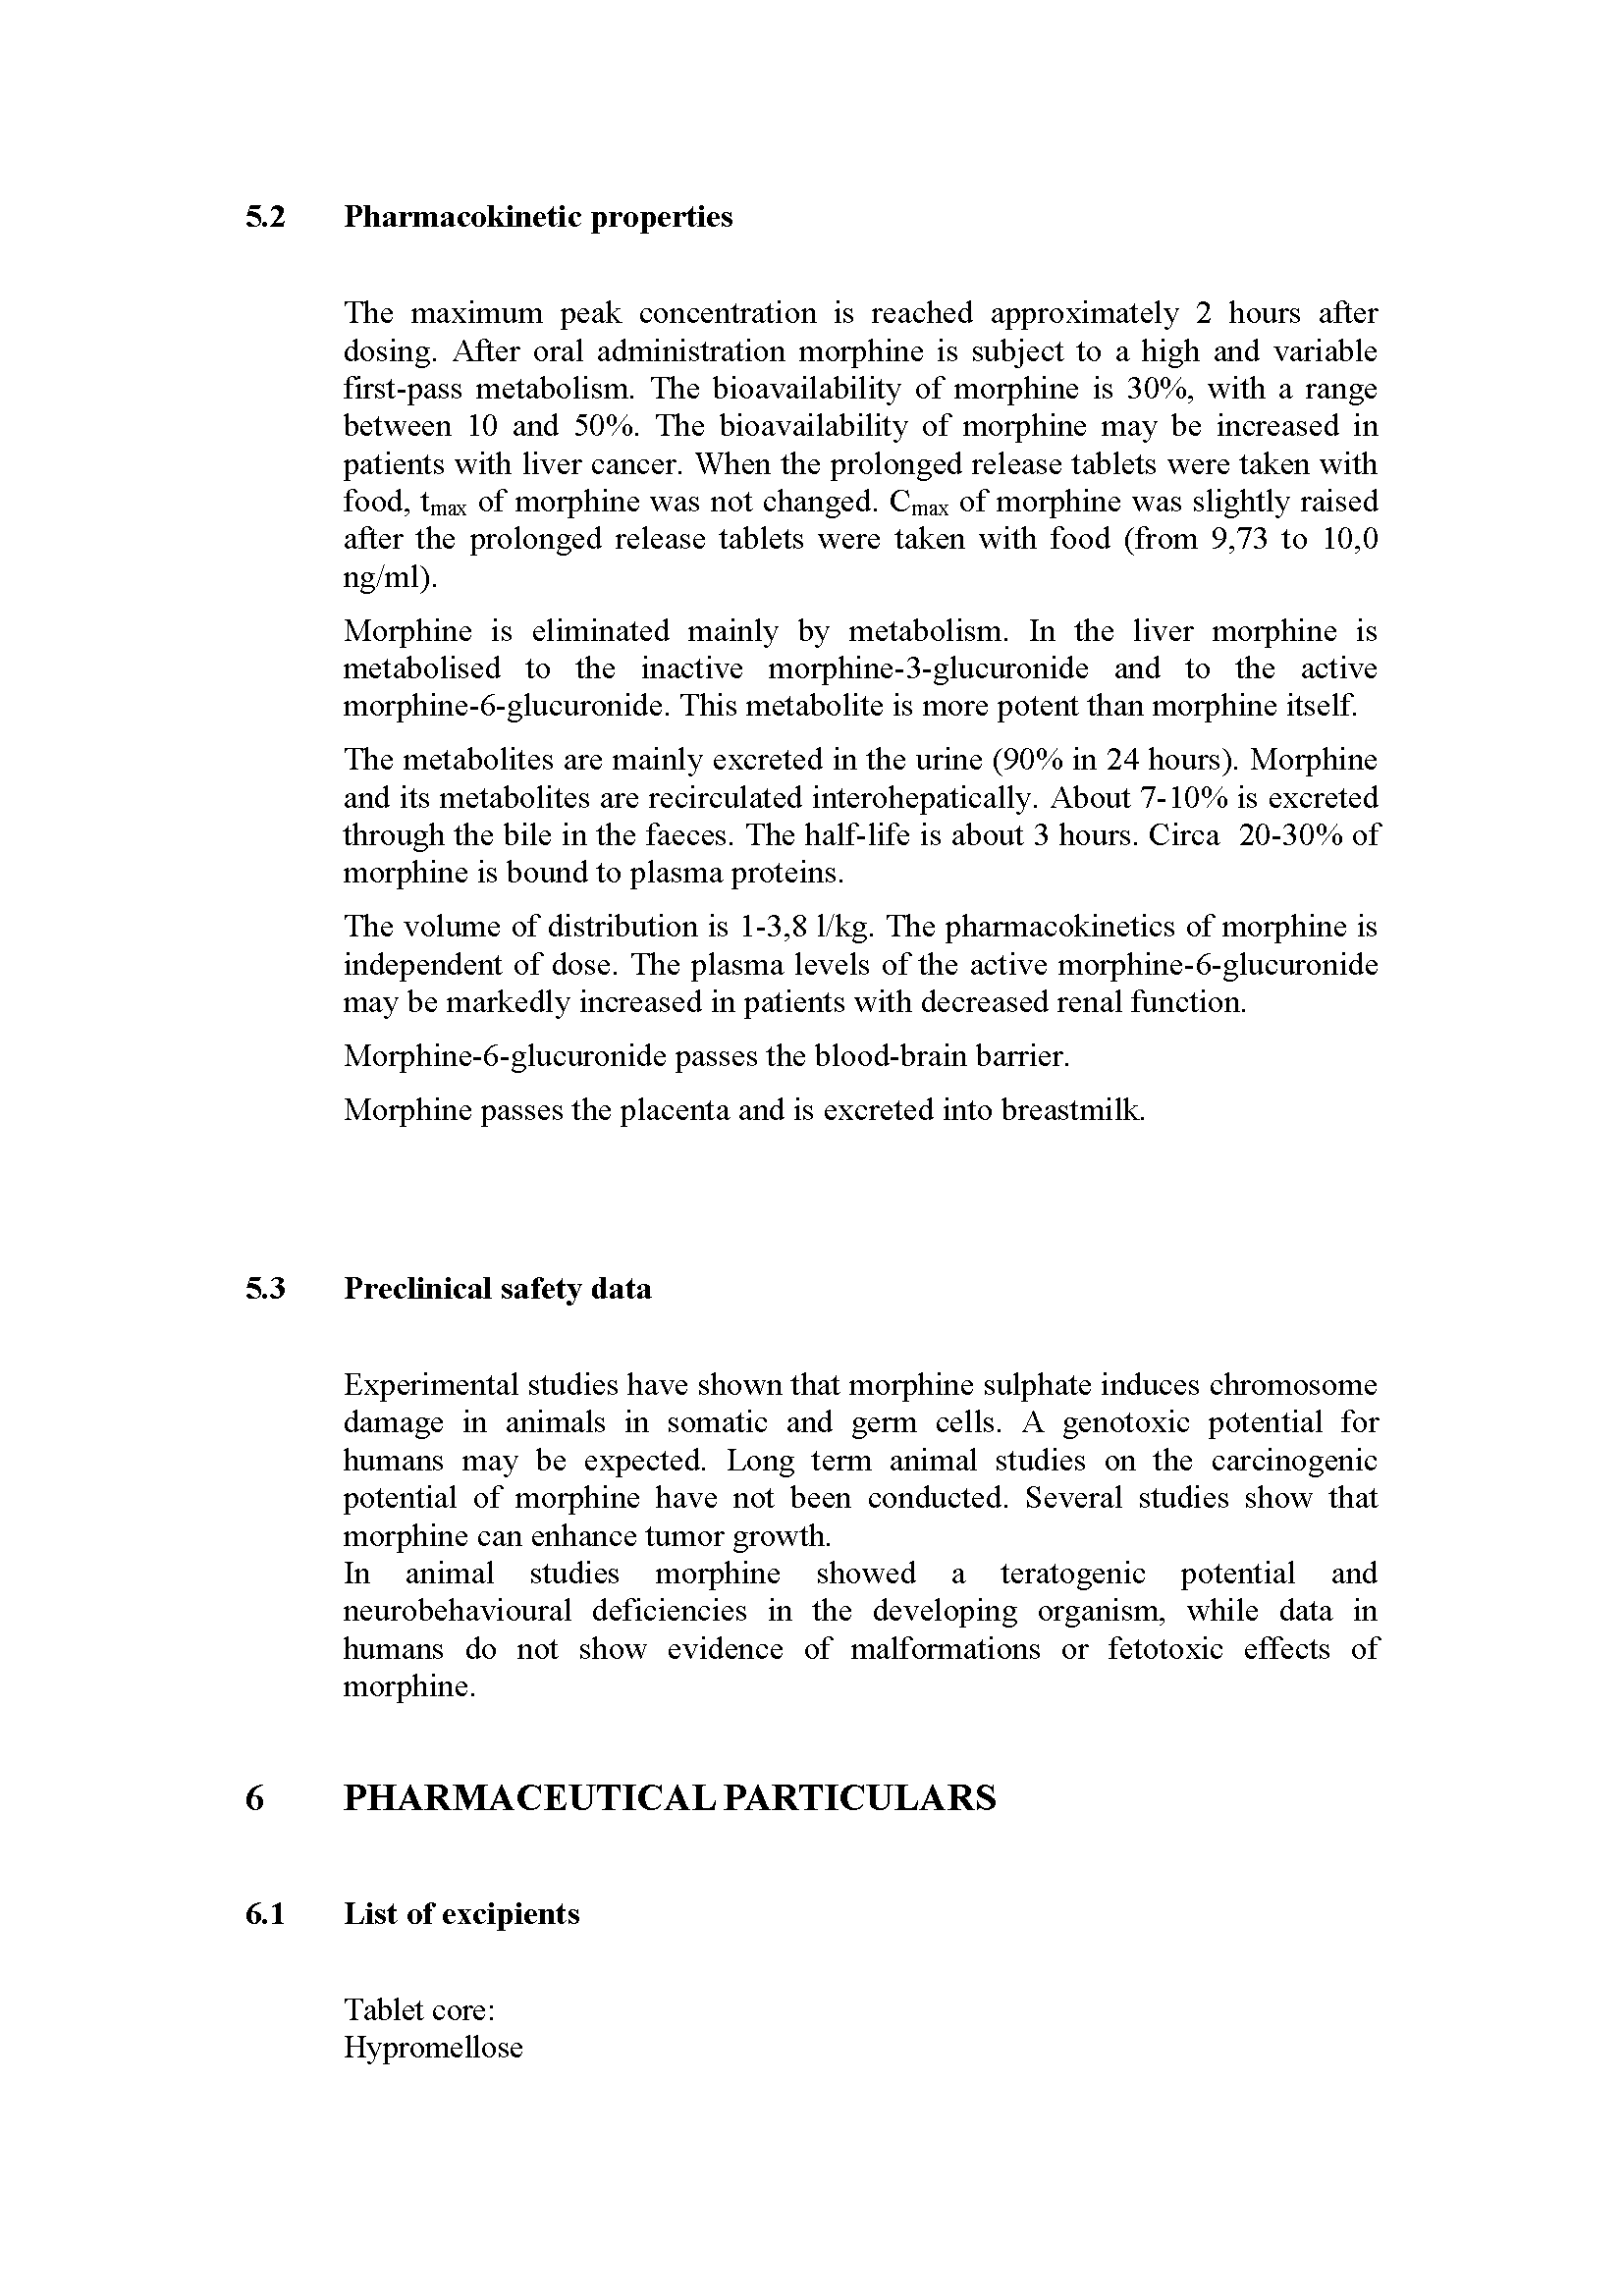 5.2 Pharmacokinetic properties
The maximum peak concentration is reached approximately 2 hours after
dosing. After oral administration morphine is subject to a high and variable
first-pass metabolism. The bioavailability of morphine is 30%, with a range
between 10 and 50%. The bioavailability of morphine may be increased in
patients with liver cancer. When the prolonged release tablets were taken with
food, tmax of morphine was not changed. Cmax of morphine was slightly raised
after the prolonged release tablets were taken with food (from 9,73 to 10,0
ng/ml).
Morphine is eliminated mainly by metabolism. In the liver morphine is
metabolised to the inactive morphine-3-glucuronide and to the active
morphine-6-glucuronide. This metabolite is more potent than morphine itself.
The metabolites are mainly excreted in the urine (90% in 24 hours). Morphine
and its metabolites are recirculated interohepatically. About 7-10% is excreted
through the bile in the faeces. The half-life is about 3 hours. Circa 20-30% of
morphine is bound to plasma proteins.
The volume of distribution is 1-3,8 l/kg. The pharmacokinetics of morphine is
independent of dose. The plasma levels of the active morphine-6-glucuronide
may be markedly increased in patients with decreased renal function.
Morphine-6-glucuronide passes the blood-brain barrier.
Morphine passes the placenta and is excreted into breastmilk.
5.3 Preclinical safety data
Experimental studies have shown that morphine sulphate induces chromosome
damage in animals in somatic and germ cells. A genotoxic potential for
humans may be expected. Long term animal studies on the carcinogenic
potential of morphine have not been conducted. Several studies show that
morphine can enhance tumor growth.
In animal studies morphine showed a teratogenic potential and
neurobehavioural deficiencies in the developing organism, while data in
humans do not show evidence of malformations or fetotoxic effects of
morphine.
6 PHARMACEUTICAL PARTICULARS
6.1 List of excipients
Tablet core:
Hypromellose